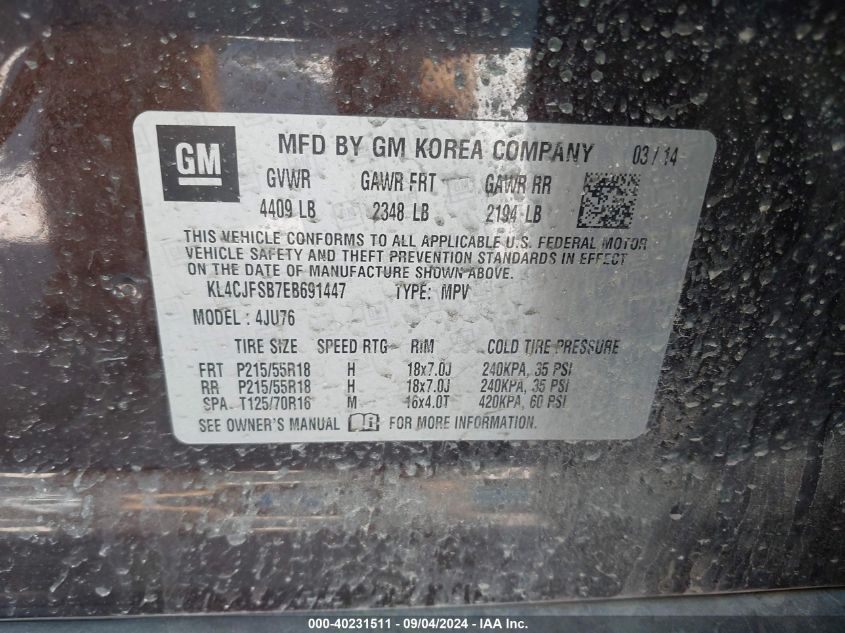 GM MFD BY GM KOREA COMPANY 03/14
GVWR GAWR FRT GAWR RR
4409 LB 2348 LB 2194 LB
THIS VEHICLE CONFORMS TO ALL APPLICABLE U.S. FEDERAL MOTOR
VEHICLE SAFETY AND THEFT PREVENTION STANDARDS IN EFFECT
ON THE DATE OF MANUFACTURE SHOWN ABOVE.
KL4CJFSB7EB691447 TYPE: MPV
MODEL: 4JU76
TIRE SIZE SPEED RTG RIM COLD TIRE PRESSURE
FRT P215/55R18 H 18x7.0J 240KPA, 35 PSI
RR P215/55R18 H 18x7.0J 240KPA, 35 PSI
SPA T125/70R16 M 16x4.0T 420KPA, 60 PSI
SEE OWNER'S MANUAL FOR MORE INFORMATION.
000-40231511 - 09/04/2024 - IAA Inc.